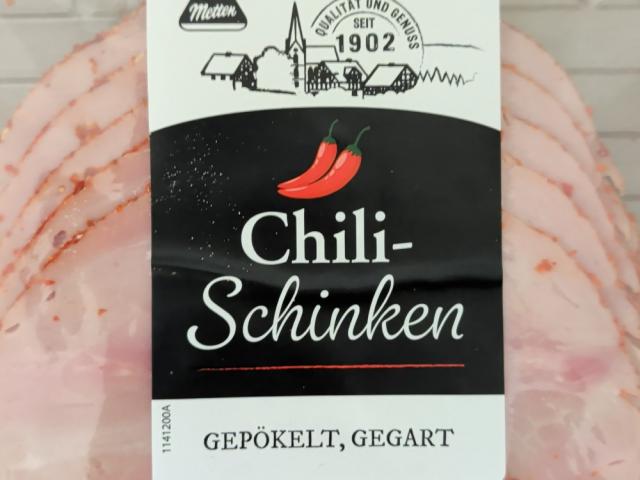 Metten
QUALITÄT UND GENUSS
SEIT
1902
Chili-
Schinken
GEPÖKELT, GEGART
1141200A